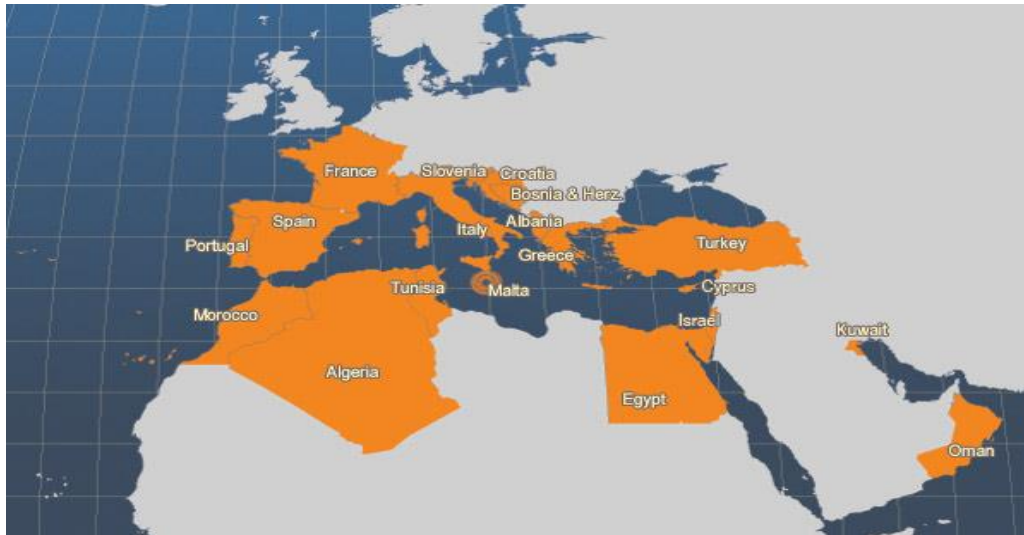 France
Slovenia
Croatia
Bosnia & Herz.
Spain
Albania
Italy
Portugal
Turkey
Greece
Tunisia
Malta
Cyprus
Morocco
Israel
Kuwait
Algeria
Egypt
Oman